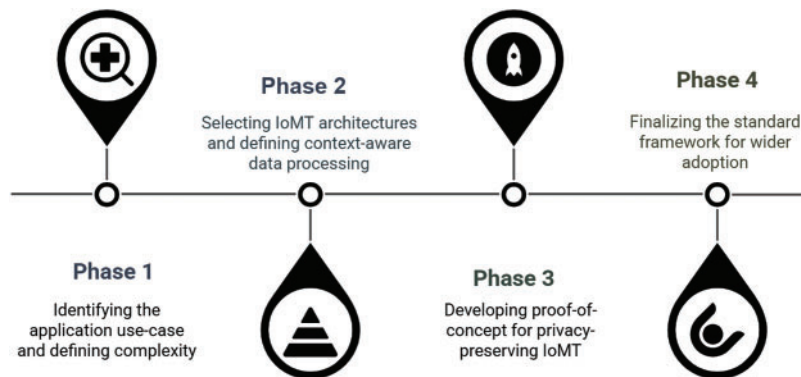 Phase 1
Identifying the
application use-case
and defining complexity
Phase 2
Selecting IoMT architectures
and defining context-aware
data processing
Phase 3
Developing proof-of-
concept for privacy-
preserving IoMT
Phase 4
Finalizing the standard
framework for wider
adoption